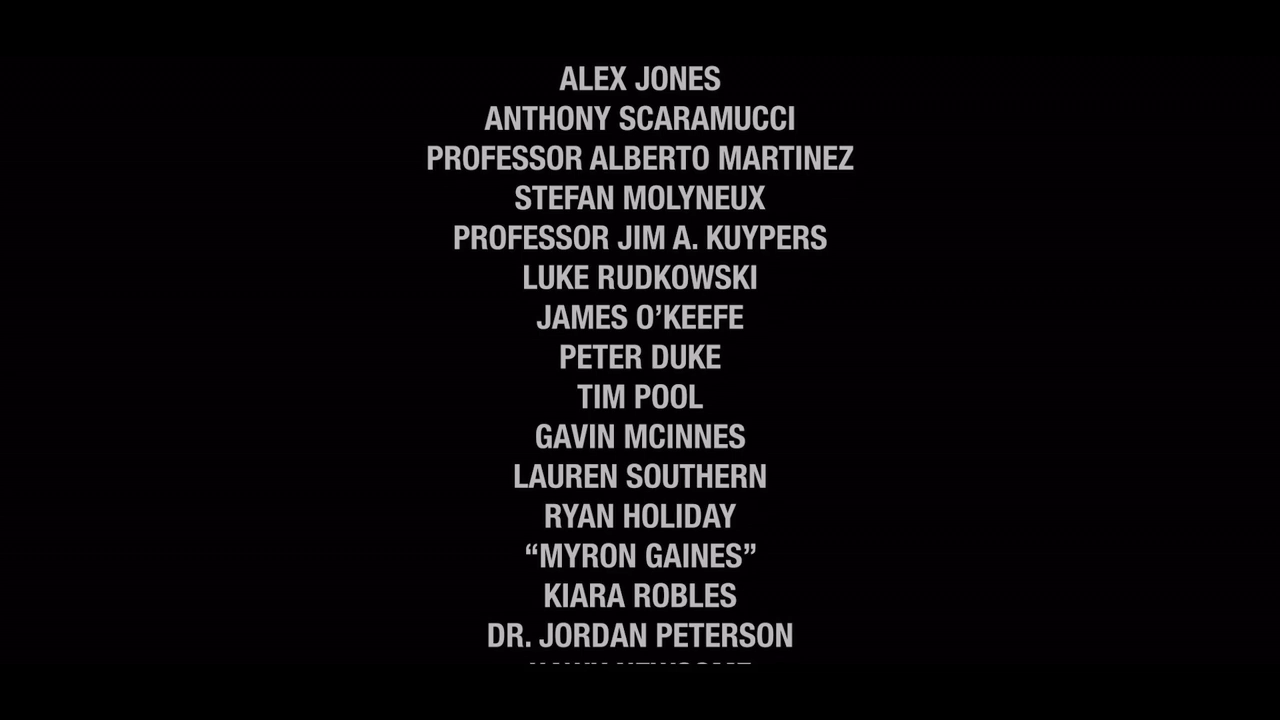 ALEX JONES
ANTHONY SCARAMUCCI
PROFESSOR ALBERTO MARTINEZ
STEFAN MOLYNEUX
PROFESSOR JIM A. KUYPERS
LUKE RUDKOWSKI
JAMES O’KEEFE
PETER DUKE
TIM POOL
GAVIN MCINNES
LAUREN SOUTHERN
RYAN HOLIDAY
“MYRON GAINES”
KIARA ROBLES
DR. JORDAN PETERSON